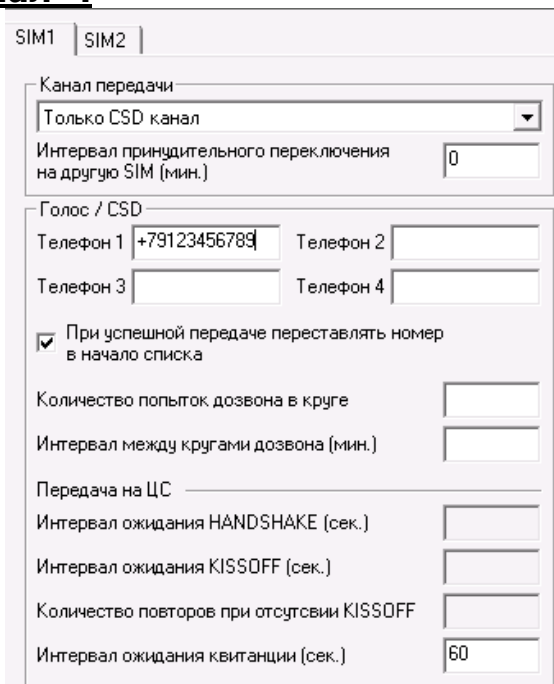 SIM1 SIM2
Канал передачи
Только CSD канал
Интервал принудительного переключения
на другую SIM (мин.) 0
Голос / CSD
Телефон 1 +79123456789 Телефон 2
Телефон 3 Телефон 4
При успешной передаче переставлять номер
в начало списка
Количество попыток дозвона в круге
Интервал между кругами дозвона (мин.)
Передача на ЦС
Интервал ожидания HANDSHAKE (сек.)
Интервал ожидания KISSOFF (сек.)
Количество повторов при отсутсвии KISSOFF
Интервал ожидания квитанции (сек.) 60